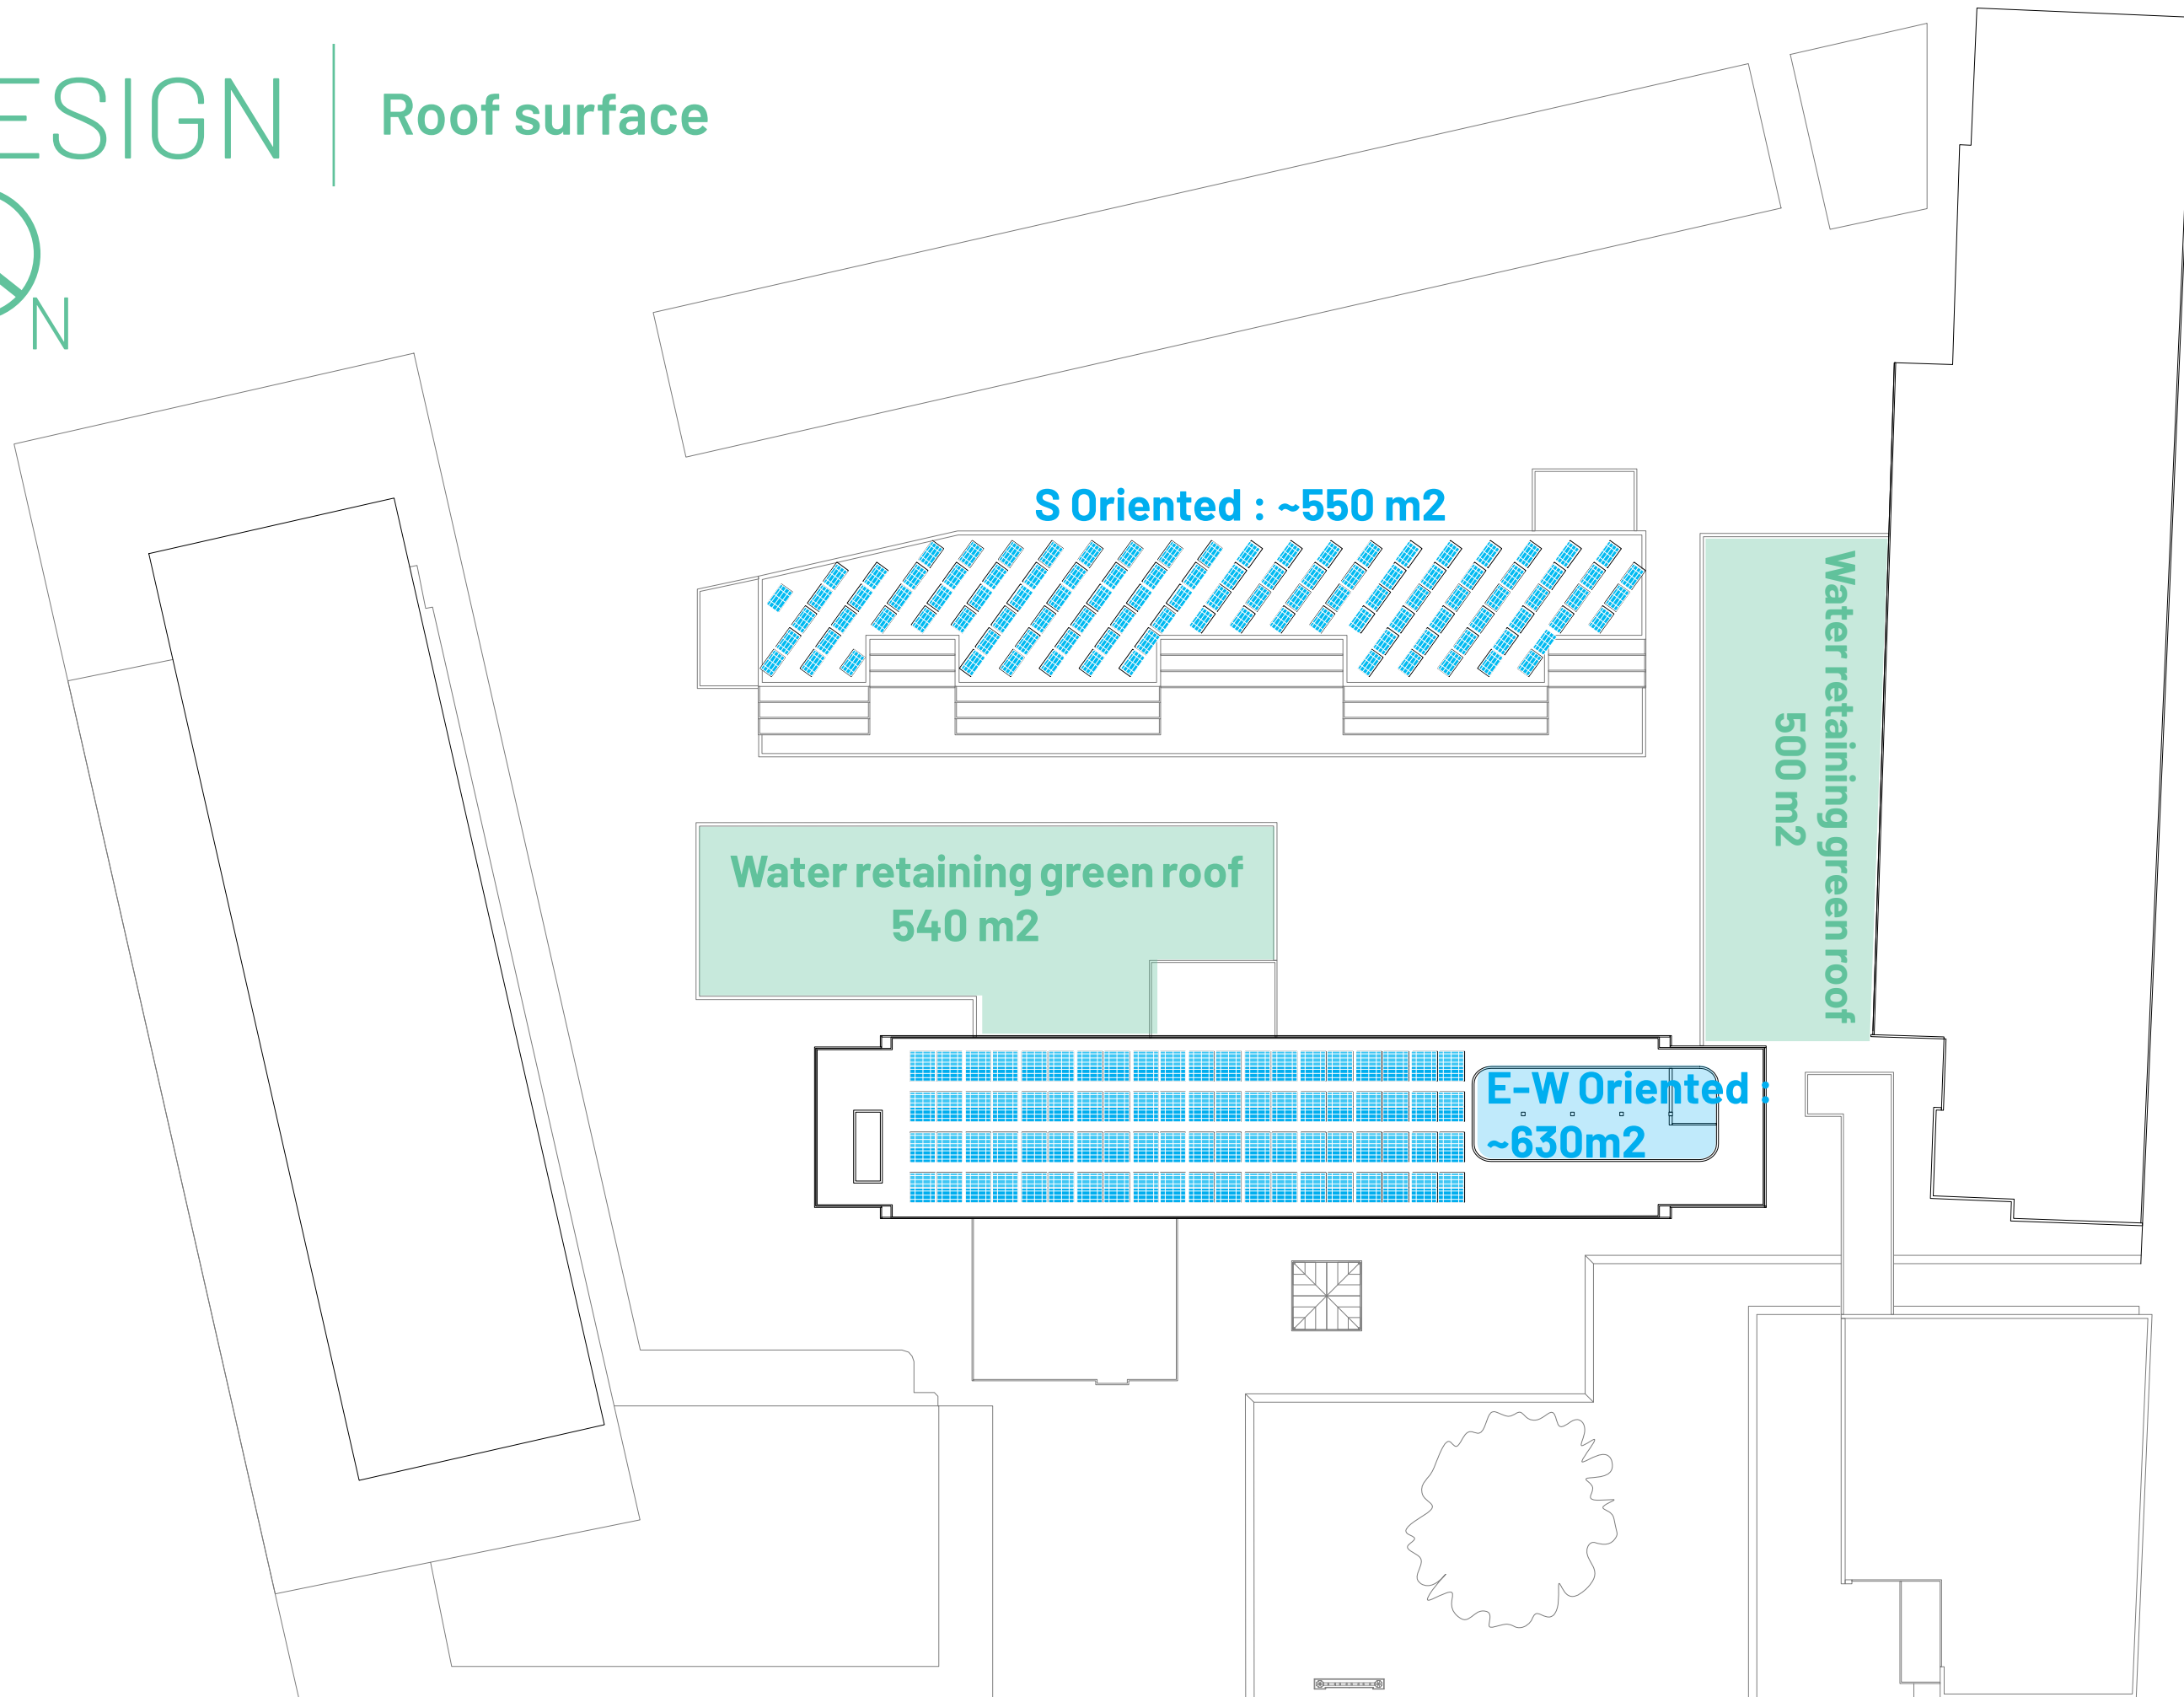 ESIGN
Roof surface
N
S Oriented : ~550 m2
Water retaining green roof
500 m2
Water retaining green roof
540 m2
E-W Oriented :
~630m2